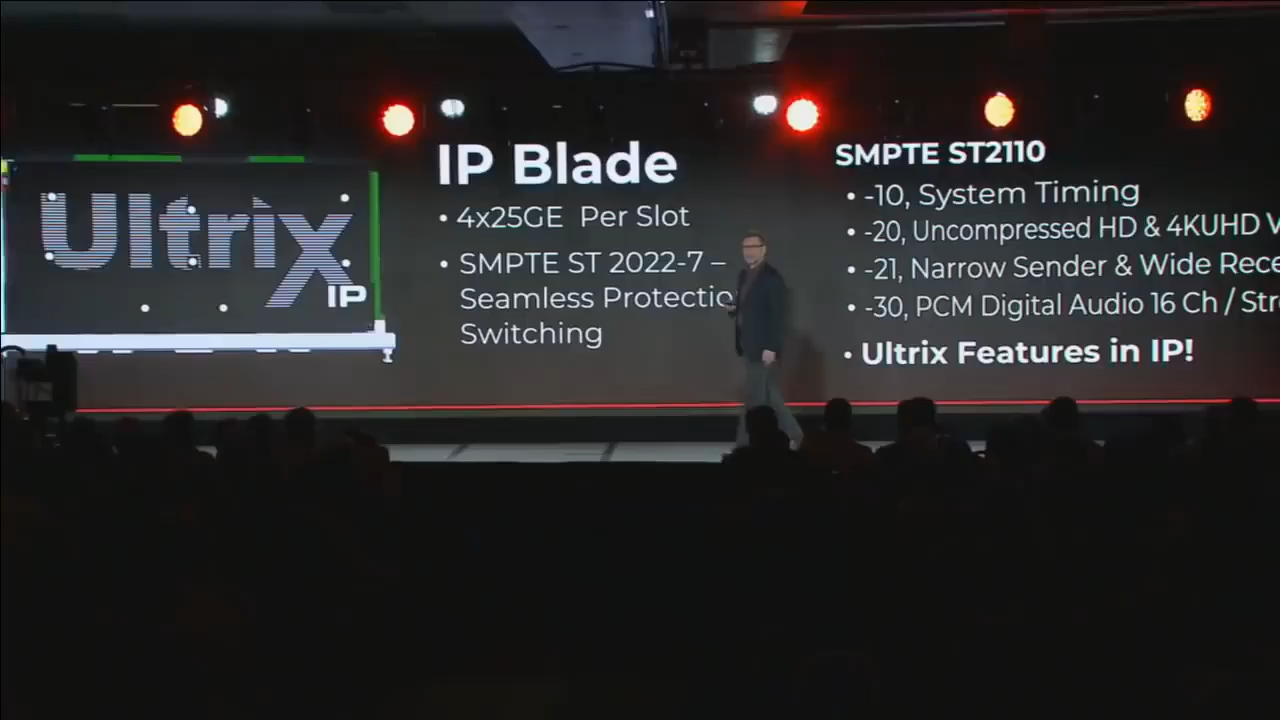 Ultrix
IP
IP Blade
• 4x25GE Per Slot
• SMPTE ST 2022-7 –
Seamless Protectio
Switching
SMPTE ST2110
• -10, System Timing
• -20, Uncompressed HD & 4KUHD V
• -21, Narrow Sender & Wide Rece
• -30, PCM Digital Audio 16 Ch / Str
• Ultrix Features in IP!